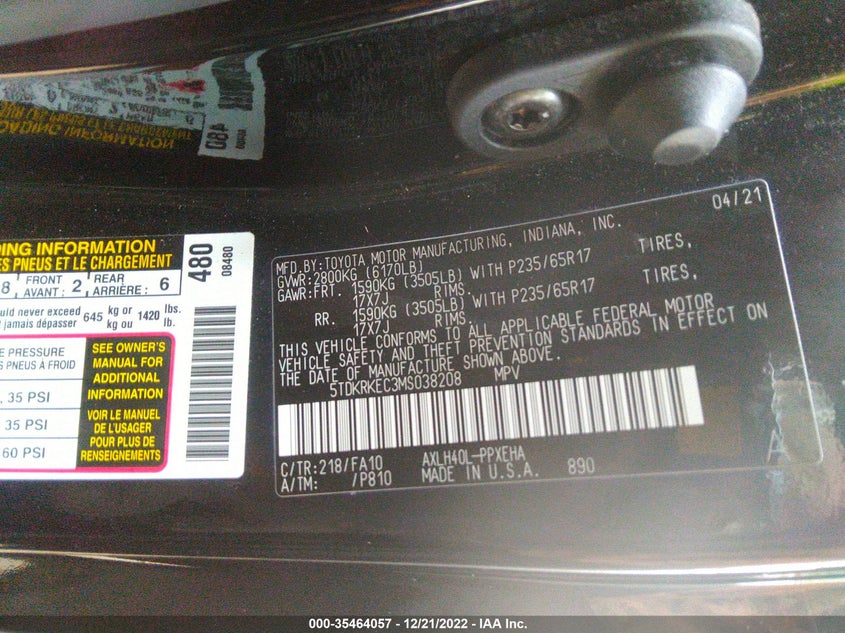 04/21
MFD.BY:TOYOTA MOTOR MANUFACTURING, INDIANA, INC.
GVWR:2800KG (6170LB)
GAWR:FRT. 1590KG (3505LB) WITH P235/65R17 TIRES,
17X7J RIMS.
RR. 1590KG (3505LB) WITH P235/65R17 TIRES,
17X7J RIMS.
THIS VEHICLE CONFORMS TO ALL APPLICABLE FEDERAL MOTOR
VEHICLE SAFETY AND THEFT PREVENTION STANDARDS IN EFFECT ON
THE DATE OF MANUFACTURE SHOWN ABOVE.
5TDKRKEC3MS038208 MPV
C/TR:218/FA10 AXLH40L-PPXEHA
A/TM: /P810 MADE IN U.S.A. 890
A
ING INFORMATION
ES PNEUS ET LE CHARGEMENT
480
08480
8 FRONT AVANT : 2 REAR ARRIÈRE : 6
uld never exceed 645 kg or 1420 lbs.
t jamais dépasser kg ou lb.
E PRESSURE
S PNEUS À FROID
, 35 PSI
35 PSI
60 PSI
SEE OWNER'S
MANUAL FOR
ADDITIONAL
INFORMATION
VOIR LE MANUEL
DE L'USAGER
POUR PLUS DE
RENSEIGNEMENTS
480
000-35464057 - 12/21/2022 - IAA Inc.